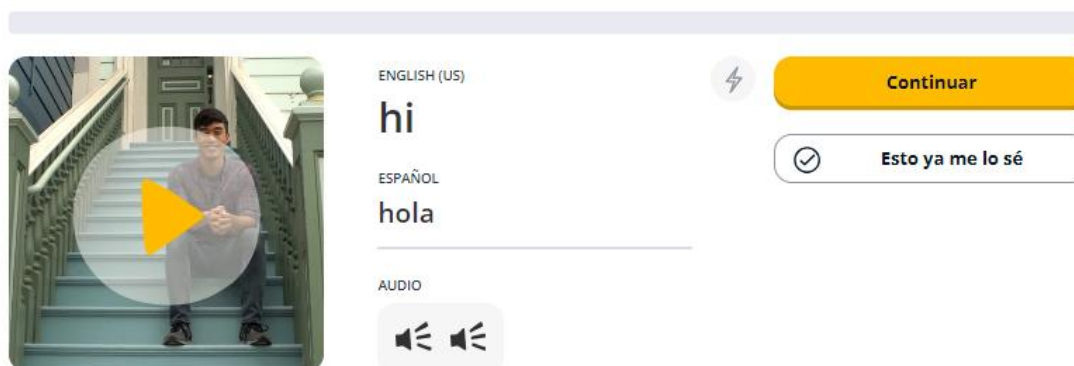 ENGLISH (US)
hi
ESPAÑOL
hola
AUDIO
Continuar
Esto ya me lo sé